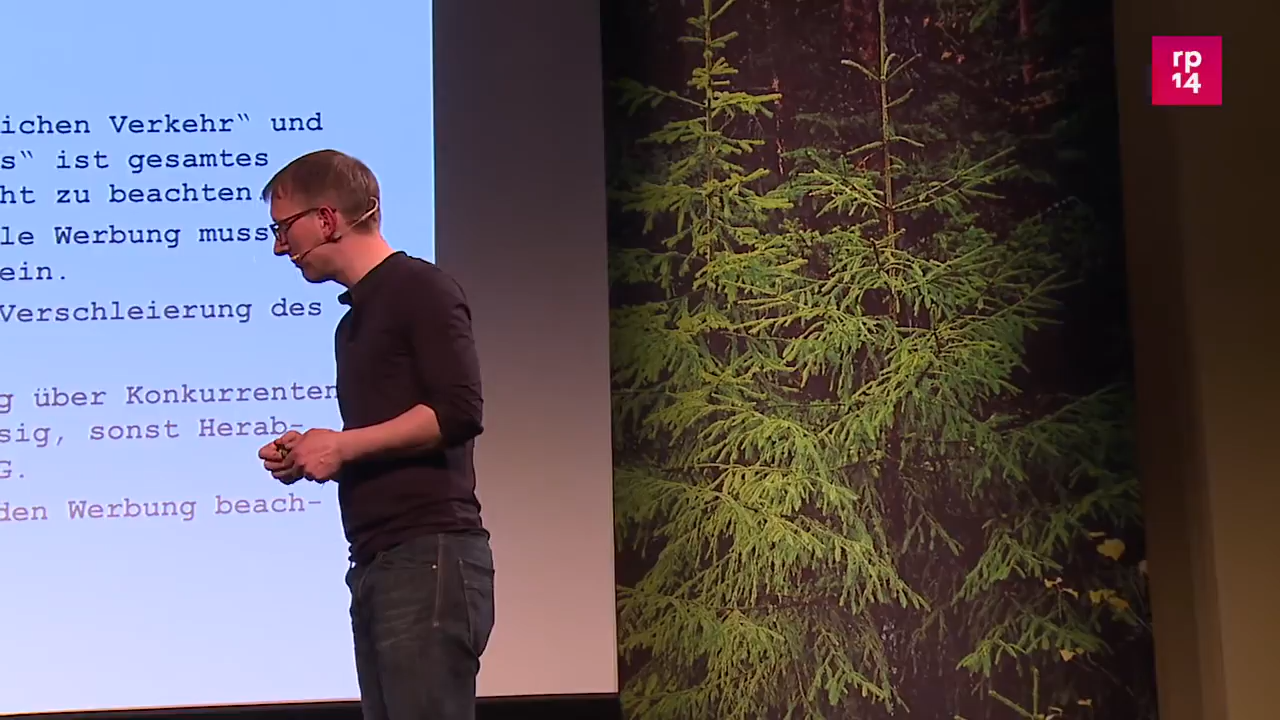 rp
14
ichen Verkehr“ und
s“ ist gesamtes
ht zu beachten.
le Werbung muss
ein.
Verschleierung des
g über Konkurrenten
sig, sonst Herab-
G.
den Werbung beach-